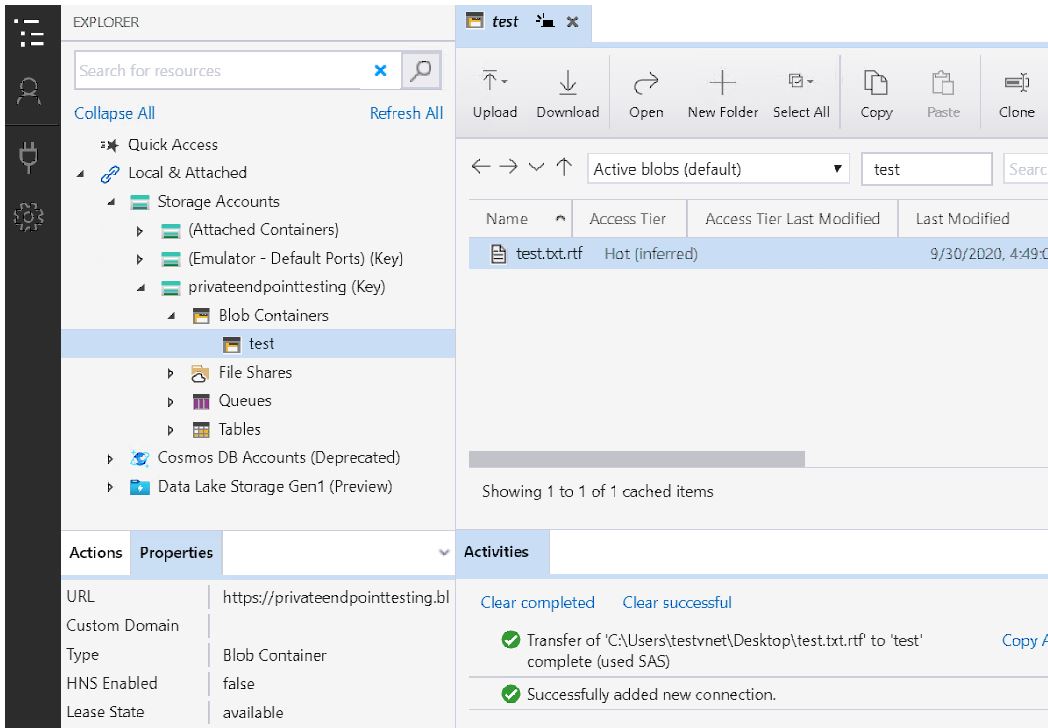 EXPLORER
Search for resources
Collapse All
Refresh All
Quick Access
Local & Attached
Storage Accounts
(Attached Containers)
(Emulator - Default Ports) (Key)
privateendpointtesting (Key)
Blob Containers
test
File Shares
Queues
Tables
Cosmos DB Accounts (Deprecated)
Data Lake Storage Gen1 (Preview)
Actions
Properties
URL https://privateendpointtesting.bl
Custom Domain
Type Blob Container
HNS Enabled false
Lease State available
test
Upload
Download
Open
New Folder
Select All
Copy
Paste
Clone
Active blobs (default)
test
Searc
Name Access Tier Access Tier Last Modified Last Modified
test.txt.rtf Hot (inferred) 9/30/2020, 4:49:0
Showing 1 to 1 of 1 cached items
Activities
Clear completed Clear successful
Transfer of 'C:\Users\testvnet\Desktop\test.txt.rtf' to 'test' Copy A
complete (used SAS)
Successfully added new connection.